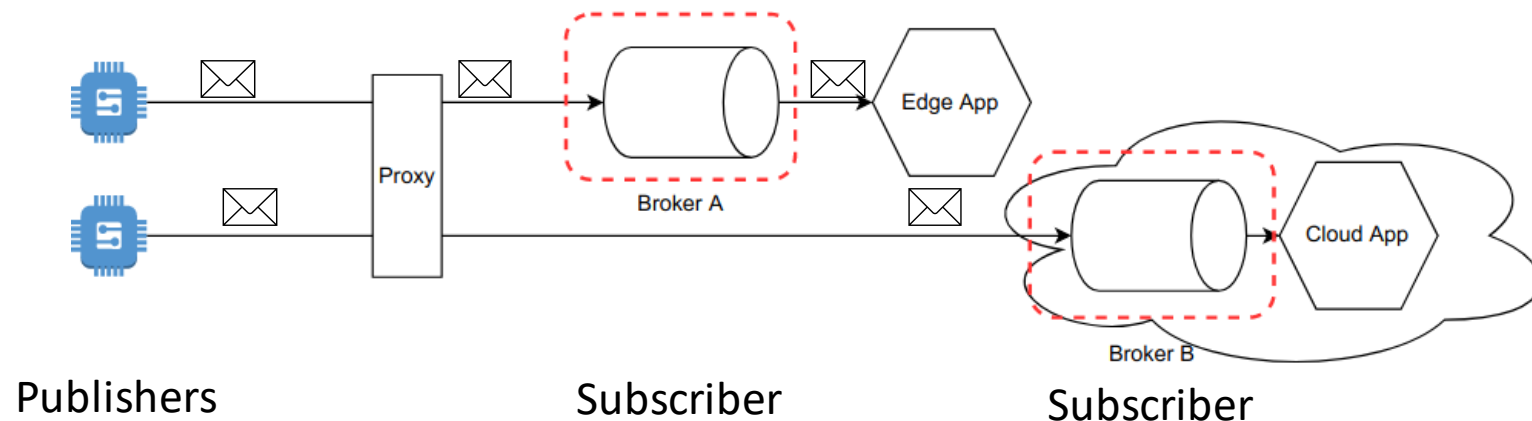 Edge App
Proxy
Broker A
Cloud App
Broker B
Publishers
Subscriber
Subscriber